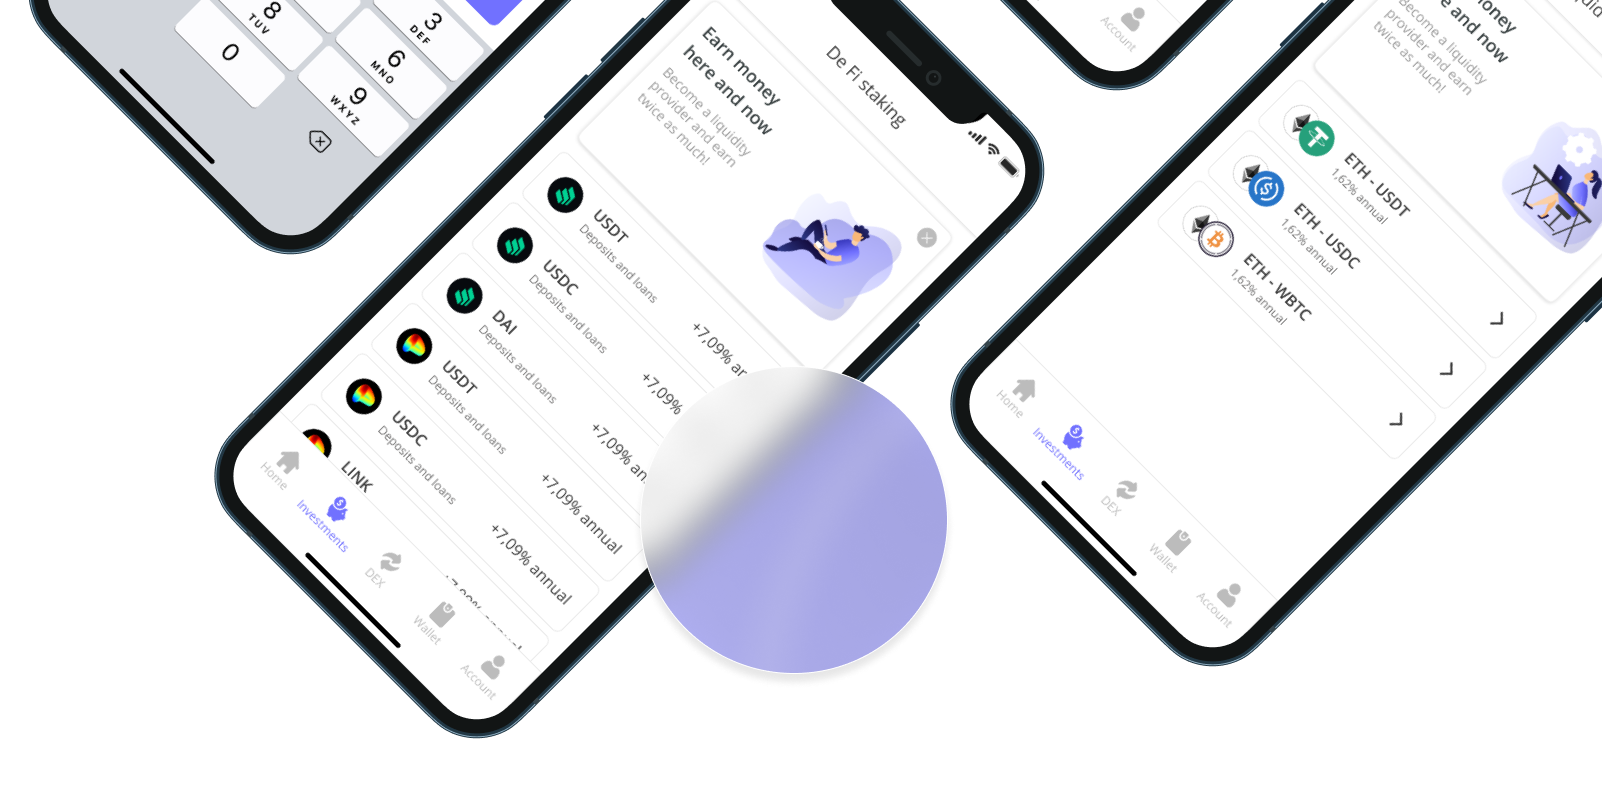 8
TUV
0
3
DEF
6
MNO
9
WXYZ
De Fi staking
Earn money
here and now
Become a liquidity
provider and earn
twice as much!
USDT
Deposits and loans
+7,09%
USDC
Deposits and loans
+7,09%
DAI
Deposits and loans
+7,09%
USDT
Deposits and loans
+7,09% annual
USDC
Deposits and loans
+7,09% annual
LINK
Home
Investments
DEX
Wallet
Account
Account
and now
Become a liquidity
provider and earn
twice as much!
ETH - USDT
1,62% annual
ETH - USDC
1,62% annual
ETH - WBTC
1,62% annual
Home
Investments
DEX
Wallet
Account